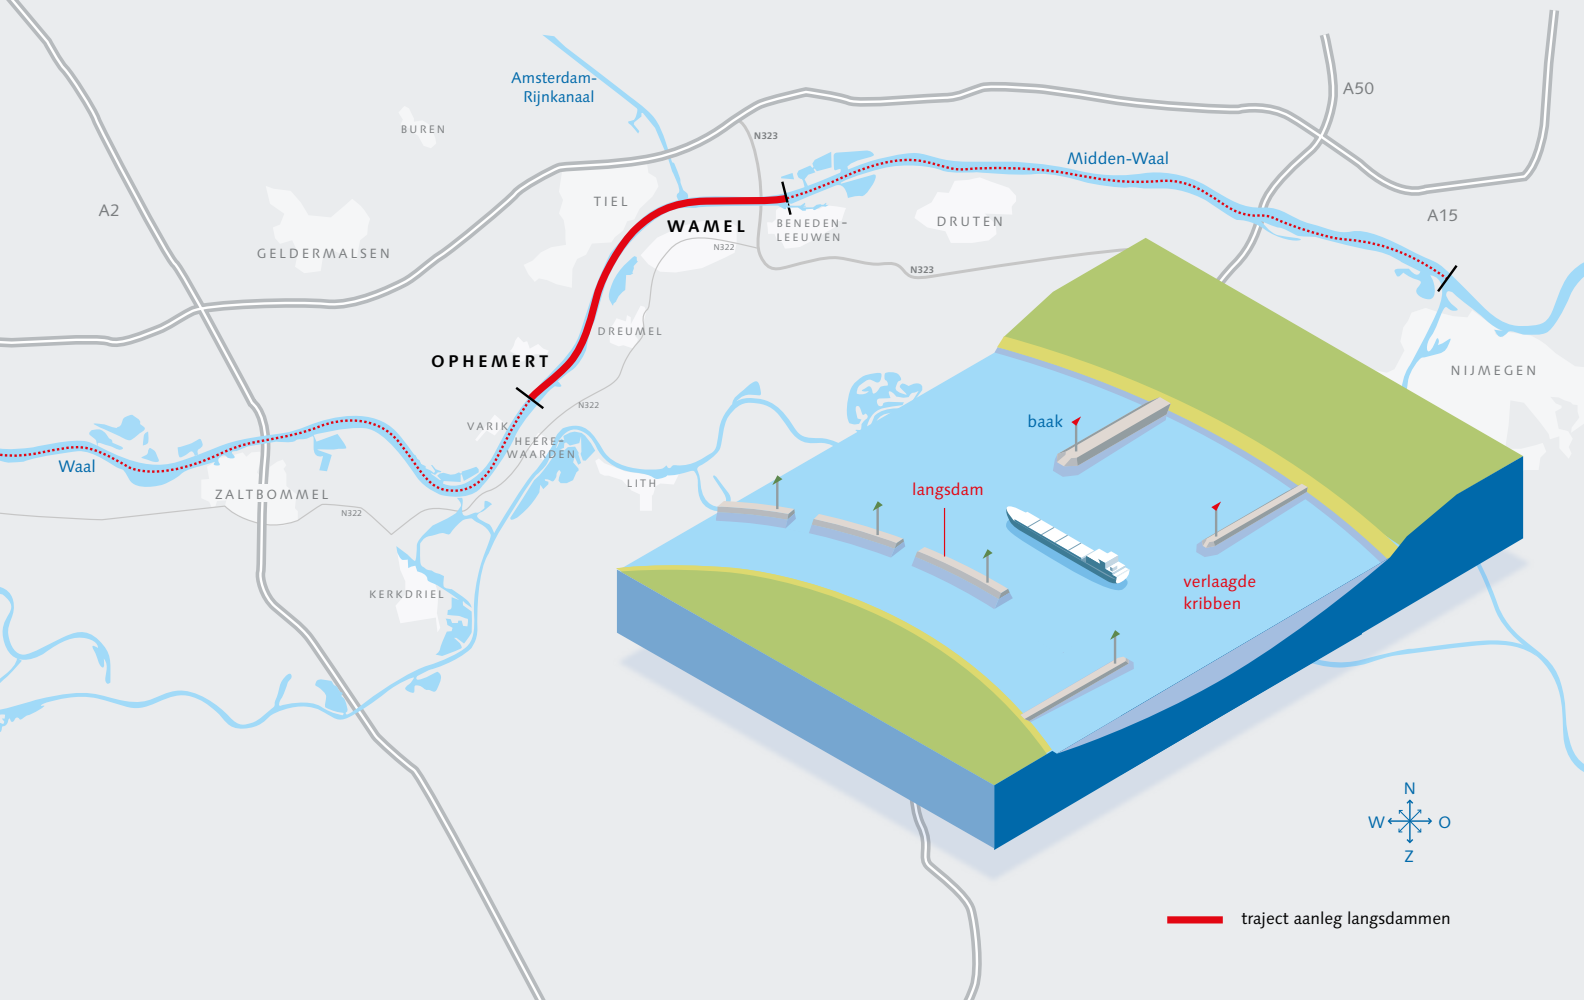 Amsterdam-
Rijnkanaal
A50
BUREN
N323
Midden-Waal
TIEL
A2
A15
WAMEL
BENEDEN-
LEEUWEN
DRUTEN
N322
GELDERMALSEN
N323
DREUMEL
OPHEMERT
NIJMEGEN
N322
baak
VARIK
HEERE-
WAARDEN
Waal
LITH
langsdam
ZALTBOMMEL
N322
verlaagde
kribben
KERKDRIEL
N
W
O
Z
traject aanleg langsdammen